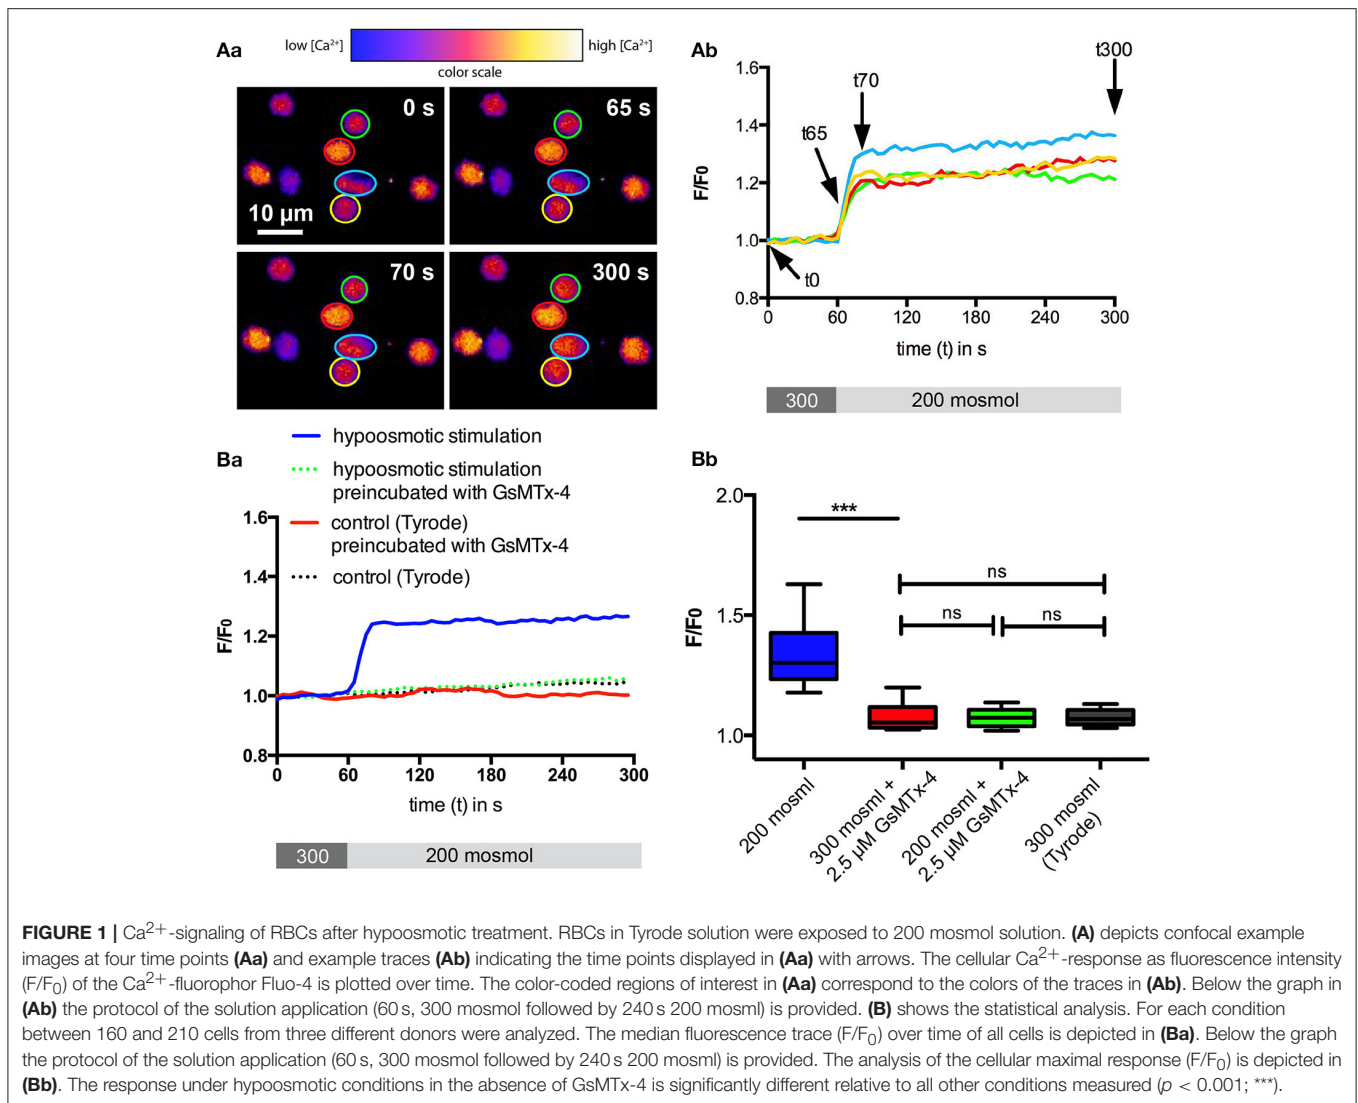 Aa
low [Ca²⁺]
high [Ca²⁺]
color scale
0 s
65 s
10 µm
70 s
300 s
Ab
t300
t70
t65
t0
1.6
1.4
1.2
1.0
0.8
F/F₀
0
60
120
180
240
300
time (t) in s
300
200 mosmol
Ba
hypoosmotic stimulation
hypoosmotic stimulation
preincubated with GsMTx-4
control (Tyrode)
preincubated with GsMTx-4
control (Tyrode)
1.6
1.4
1.2
1.0
0.8
F/F₀
0
60
120
180
240
300
time (t) in s
300
200 mosmol
Bb
2.0
1.5
1.0
F/F₀
***
ns
ns
ns
200 mosml
300 mosml +
2.5 µM GsMTx-4
200 mosml +
2.5 µM GsMTx-4
300 mosml
(Tyrode)
FIGURE 1 | Ca²⁺-signaling of RBCs after hypoosmotic treatment. RBCs in Tyrode solution were exposed to 200 mosmol solution. (A) depicts confocal example
images at four time points (Aa) and example traces (Ab) indicating the time points displayed in (Aa) with arrows. The cellular Ca²⁺-response as fluorescence intensity
(F/F₀) of the Ca²⁺-fluorophor Fluo-4 is plotted over time. The color-coded regions of interest in (Aa) correspond to the colors of the traces in (Ab). Below the graph in
(Ab) the protocol of the solution application (60 s, 300 mosmol followed by 240 s 200 mosml) is provided. (B) shows the statistical analysis. For each condition
between 160 and 210 cells from three different donors were analyzed. The median fluorescence trace (F/F₀) over time of all cells is depicted in (Ba). Below the graph
the protocol of the solution application (60 s, 300 mosmol followed by 240 s 200 mosml) is provided. The analysis of the cellular maximal response (F/F₀) is depicted in
(Bb). The response under hypoosmotic conditions in the absence of GsMTx-4 is significantly different relative to all other conditions measured (p < 0.001; ***).